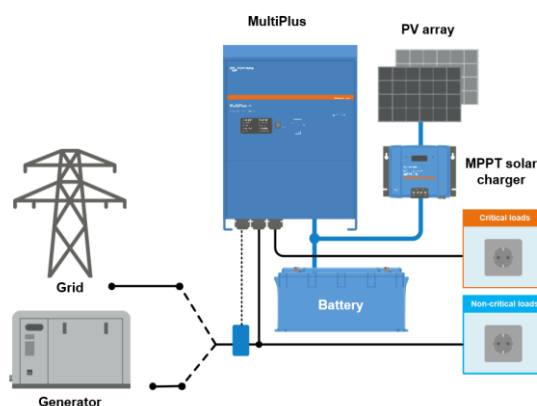 MultiPlus
PV array
MPPT solar
charger
Critical loads
Grid
Battery
Non-critical loads
Generator